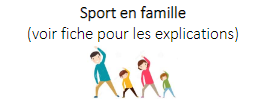 Sport en famille
(voir fiche pour les explications)